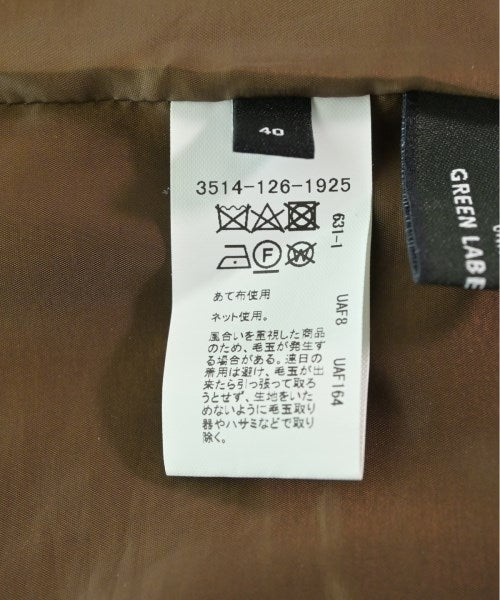 40
3514-126-1925
631-1
UAF8 UAF164
F
W
あて布使用
ネット使用。
風合いを重視した商品
のため、毛玉が発生す
る場合がある。連日の
着用は避け、毛玉が出
来たら引っ張って取ろ
うとせず、生地をいた
めないように毛玉取り
器やハサミなどで取り
除く。
GREEN LABE